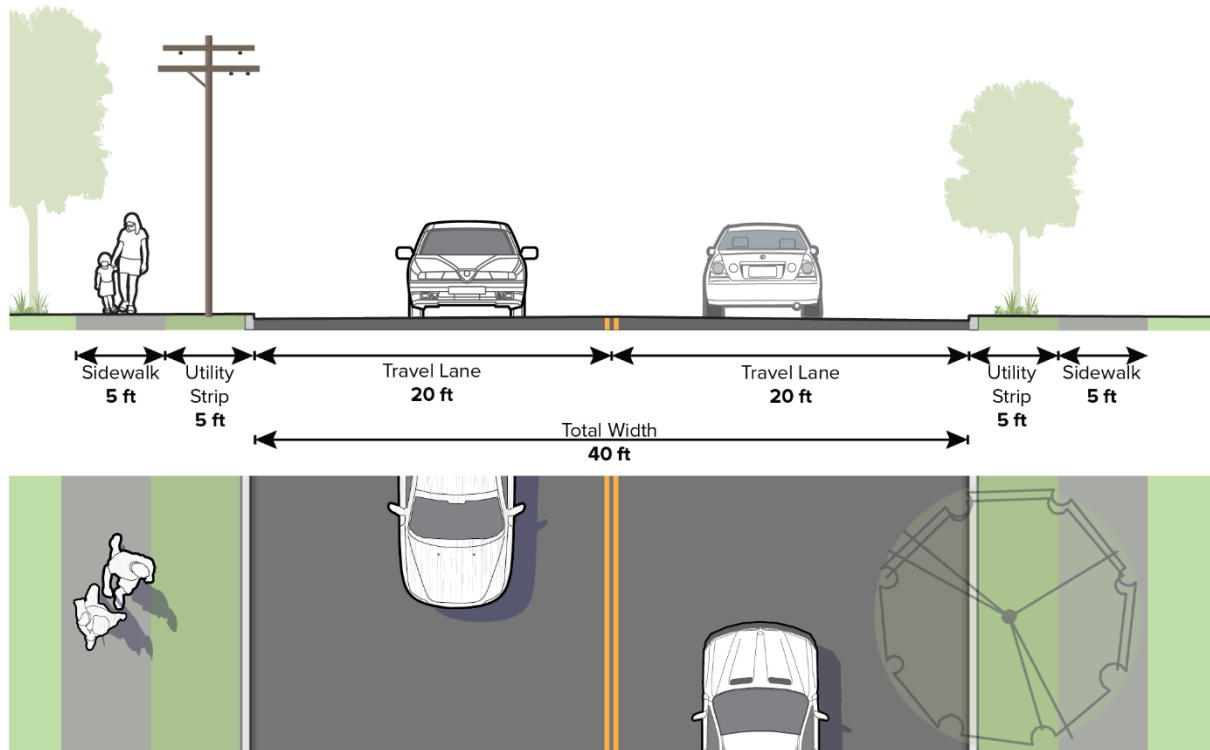 Sidewalk
5 ft
Utility
Strip
5 ft
Travel Lane
20 ft
Travel Lane
20 ft
Utility
Strip
5 ft
Sidewalk
5 ft
Total Width
40 ft